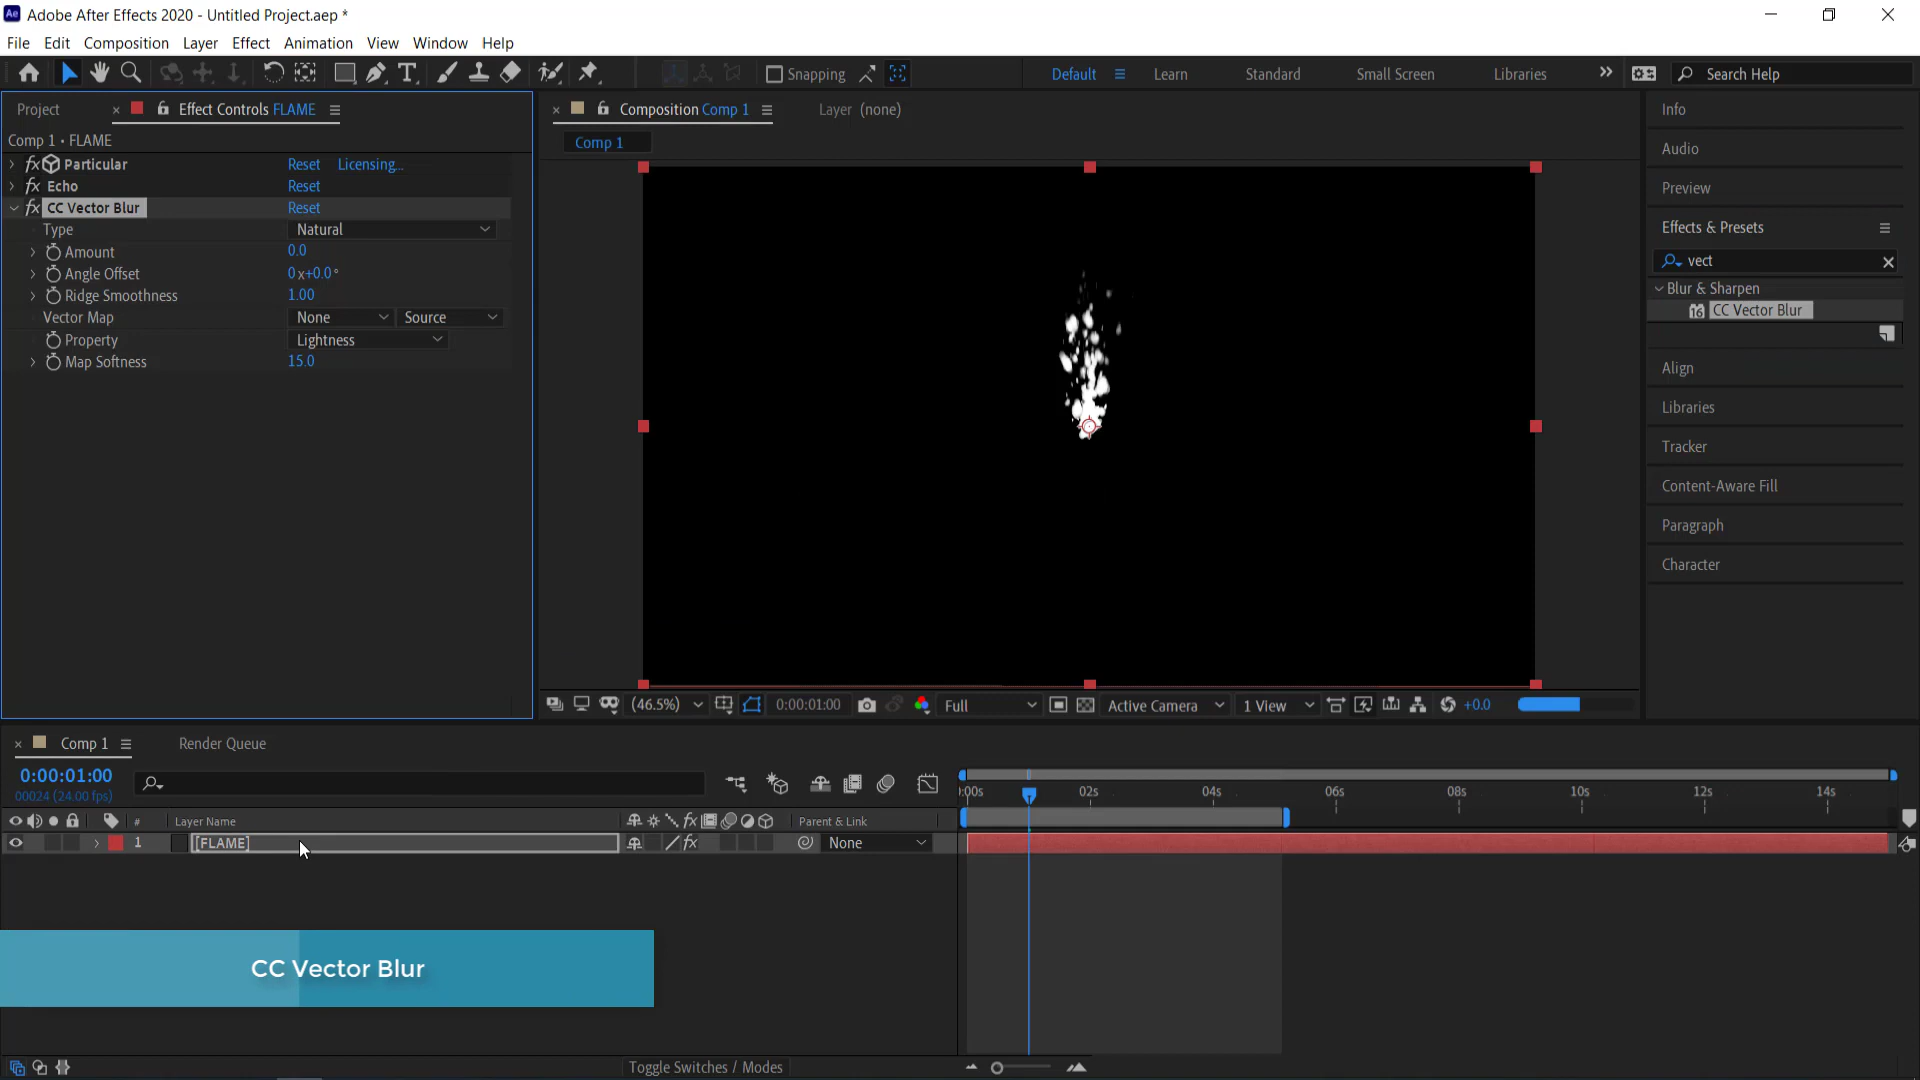 Adobe After Effects 2020 - Untitled Project.aep *
File Edit Composition Layer Effect Animation View Window Help
Snapping
Default Learn Standard Small Screen Libraries
Search Help
Project
Effect Controls FLAME
Comp 1 • FLAME
fx Particular Reset Licensing...
fx Echo Reset
fx CC Vector Blur Reset
Type Natural
Amount 0.0
Angle Offset 0x+0.0°
Ridge Smoothness 1.00
Vector Map None Source
Property Lightness
Map Softness 15.0
Composition Comp 1
Layer (none)
Comp 1
(46.5%) 0:00:01:00 Full Active Camera 1 View +0.0
Info
Audio
Preview
Effects & Presets
vect
Blur & Sharpen
16 CC Vector Blur
Align
Libraries
Tracker
Content-Aware Fill
Paragraph
Character
Comp 1
Render Queue
0:00:01:00
00024 (24.00 fps)
# Layer Name fx Parent & Link
1 [FLAME] fx None
:00s 02s 04s 06s 08s 10s 12s 14s
CC Vector Blur
Toggle Switches / Modes